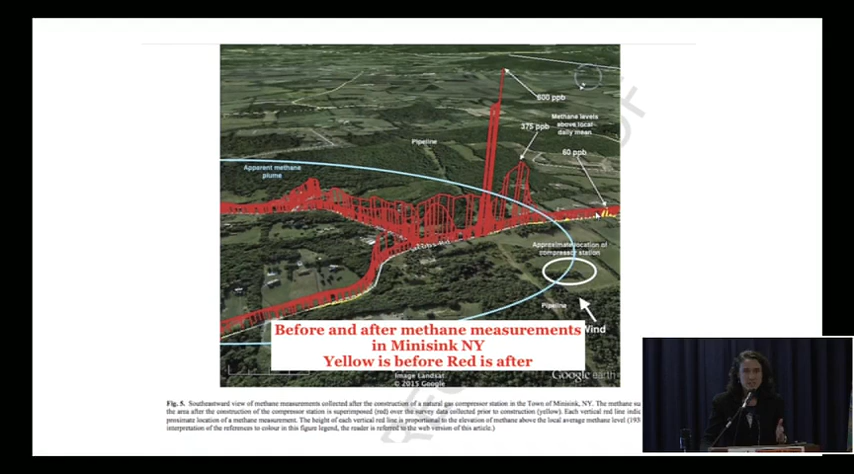 600 ppb
Methane levels
above local
daily mean
375 ppb
Pipeline
60 ppb
Apparent methane
plume
Approximate location of
compressor station
Pipeline
Wind
Before and after methane measurements
in Minisink NY
Yellow is before Red is after
Image Landsat
© 2015 Google
Google earth
Fig. 5. Southeastward view of methane measurements collected after the construction of a natural gas compressor station in the Town of Minisink, NY. The methane su
the area after the construction of the compressor station is superimposed (red) over the survey data collected prior to construction (yellow). Each vertical red line indic
proximate location of a methane measurement. The height of each vertical red line is proportional to the elevation of methane above the local average methane level (193
interpretation of the references to colour in this figure legend, the reader is referred to the web version of this article.)